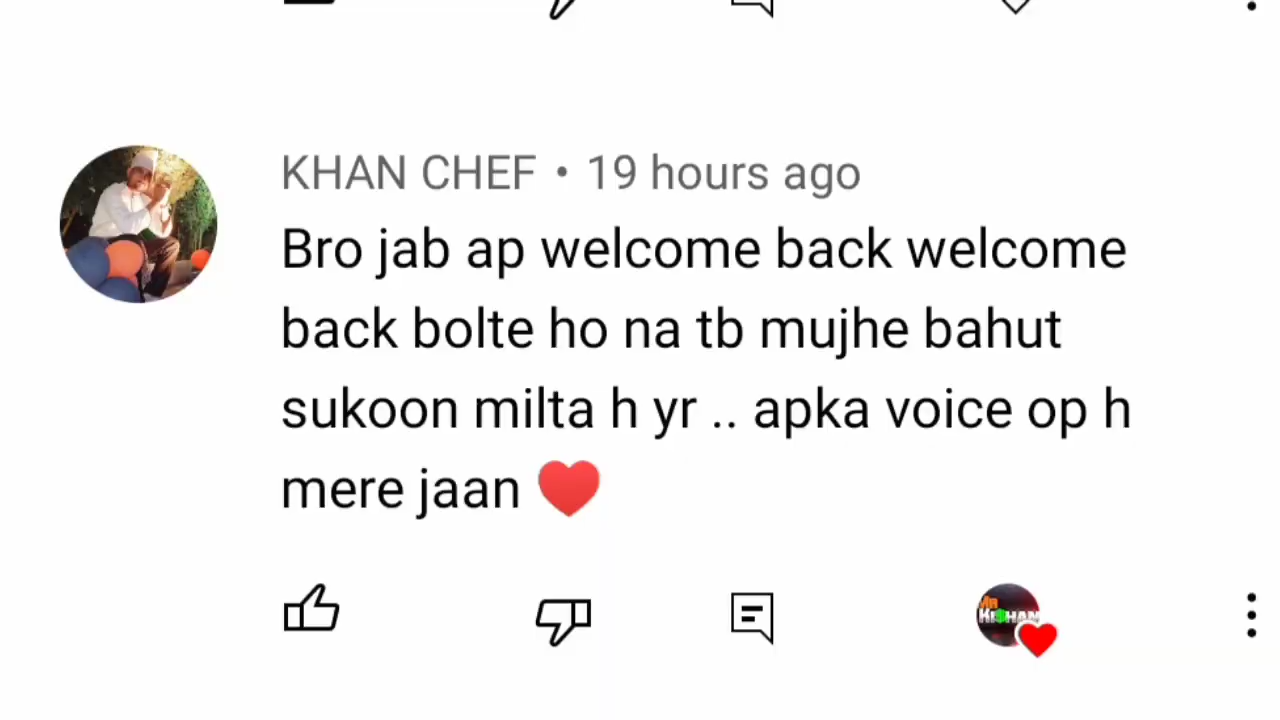 KHAN CHEF • 19 hours ago
Bro jab ap welcome back welcome
back bolte ho na tb mujhe bahut
sukoon milta h yr .. apka voice op h
mere jaan ♥️